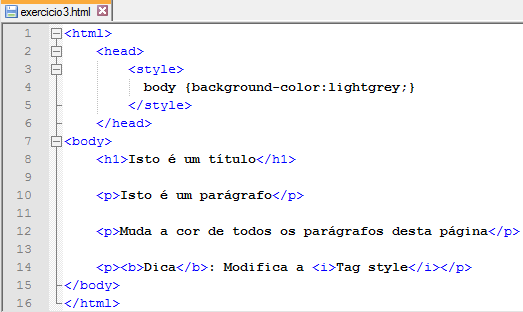 exercicio3.html
1 <html>
2 <head>
3 <style>
4 body {background-color:lightgrey;}
5 </style>
6 </head>
7 <body>
8 <h1>Isto é um título</h1>
9
10 <p>Isto é um parágrafo</p>
11
12 <p>Muda a cor de todos os parágrafos desta página</p>
13
14 <p><b>Dica</b>: Modifica a <i>Tag style</i></p>
15 </body>
16 </html>